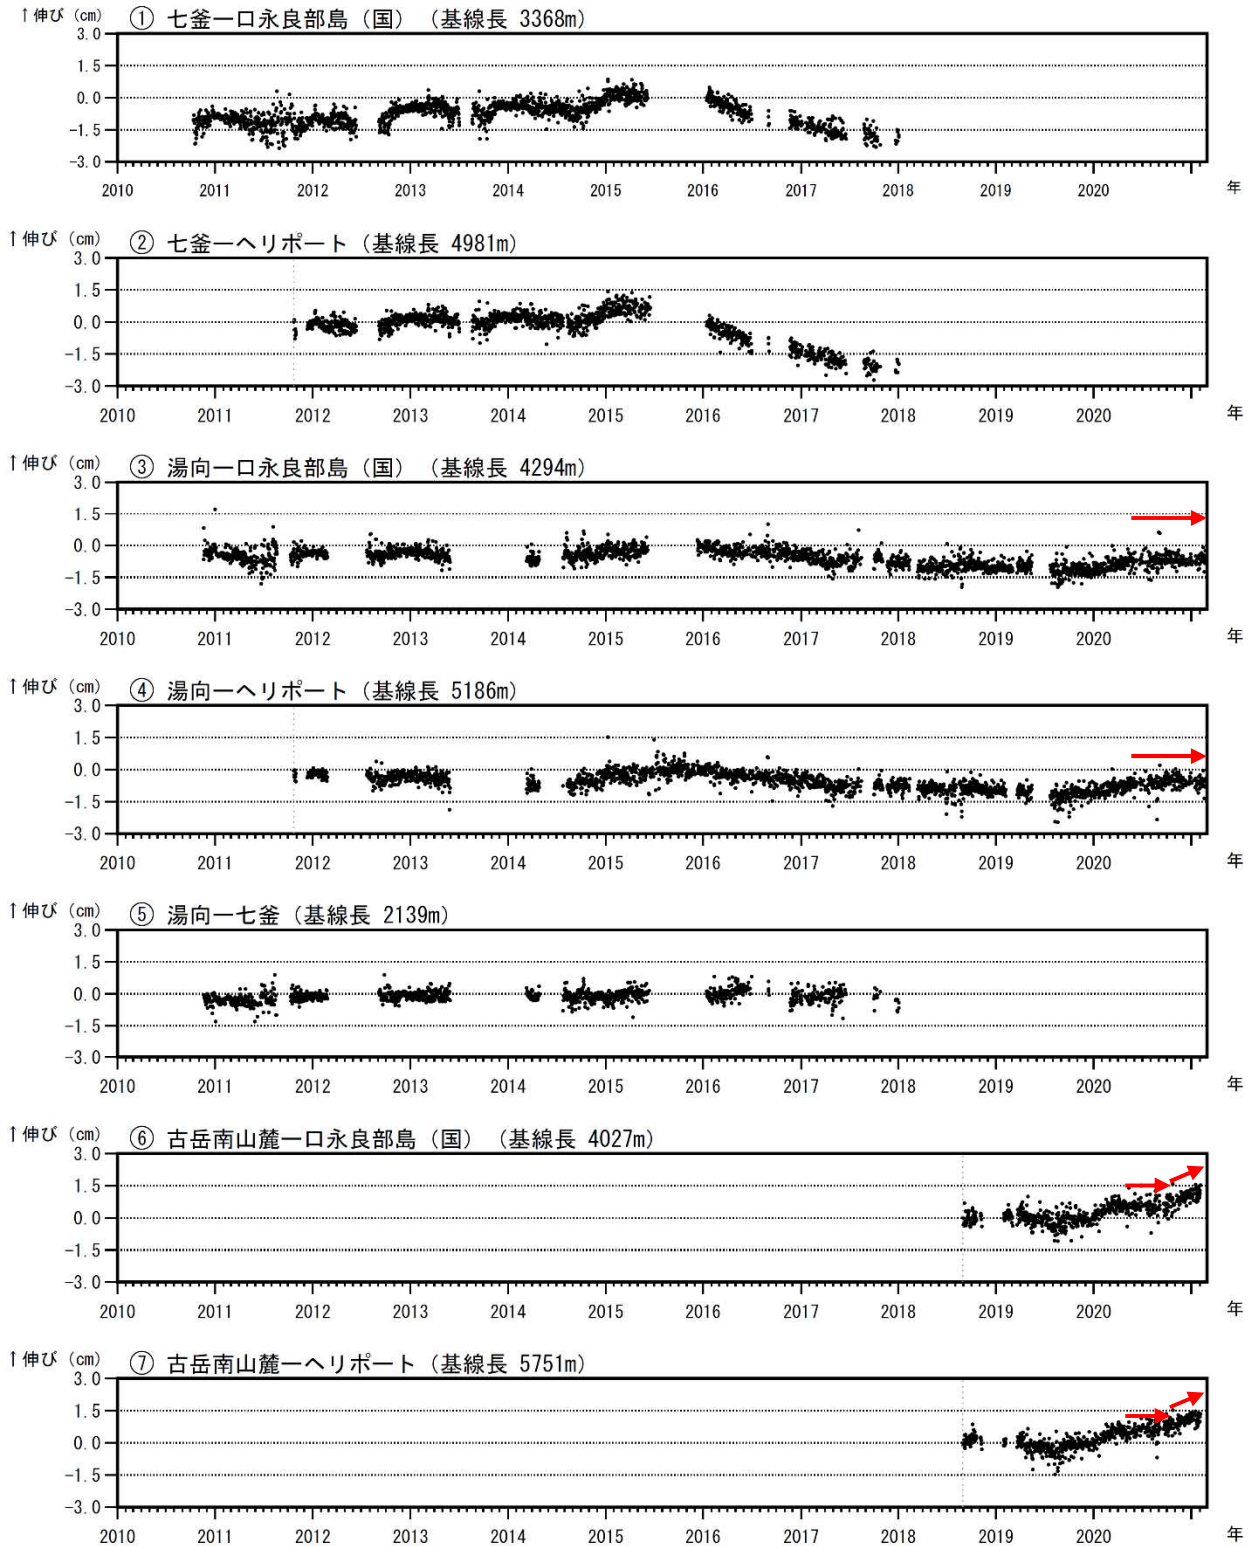 ↑伸び（cm） ① 七釜ー口永良部島（国）（基線長 3368m）
3.0
1.5
0.0
-1.5
-3.0
2010 2011 2012 2013 2014 2015 2016 2017 2018 2019 2020 年
↑伸び（cm） ② 七釜ーヘリポート（基線長 4981m）
3.0
1.5
0.0
-1.5
-3.0
2010 2011 2012 2013 2014 2015 2016 2017 2018 2019 2020 年
↑伸び（cm） ③ 湯向ー口永良部島（国）（基線長 4294m）
3.0
1.5
0.0
-1.5
-3.0
2010 2011 2012 2013 2014 2015 2016 2017 2018 2019 2020 年
↑伸び（cm） ④ 湯向ーヘリポート（基線長 5186m）
3.0
1.5
0.0
-1.5
-3.0
2010 2011 2012 2013 2014 2015 2016 2017 2018 2019 2020 年
↑伸び（cm） ⑤ 湯向ー七釜（基線長 2139m）
3.0
1.5
0.0
-1.5
-3.0
2010 2011 2012 2013 2014 2015 2016 2017 2018 2019 2020 年
↑伸び（cm） ⑥ 古岳南山麓ー口永良部島（国）（基線長 4027m）
3.0
1.5
0.0
-1.5
-3.0
2010 2011 2012 2013 2014 2015 2016 2017 2018 2019 2020 年
↑伸び（cm） ⑦ 古岳南山麓ーヘリポート（基線長 5751m）
3.0
1.5
0.0
-1.5
-3.0
2010 2011 2012 2013 2014 2015 2016 2017 2018 2019 2020 年